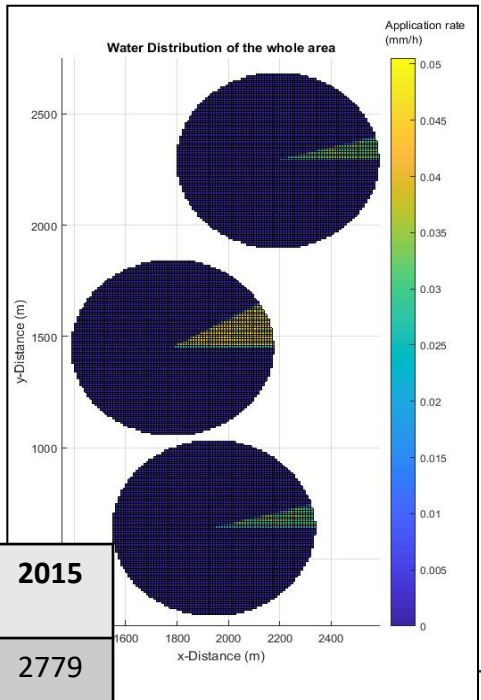 Application rate
(mm/h)
Water Distribution of the whole area
0.05
0.045
0.04
0.035
0.03
0.025
0.02
0.015
0.01
0.005
0
2500
2000
1500
1000
y-Distance (m)
1600 1800 2000 2200 2400
x-Distance (m)
2015
2779